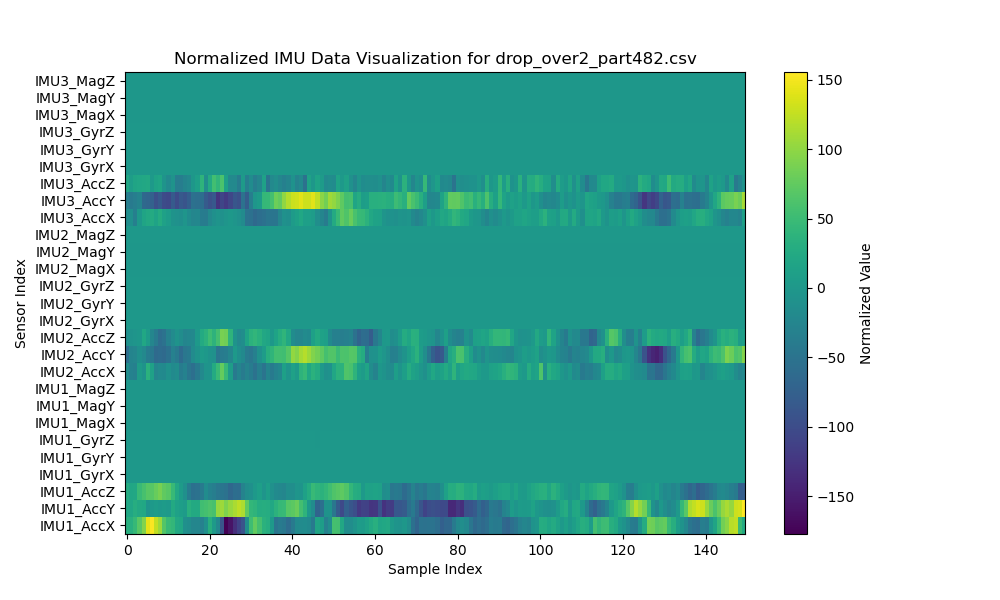 Normalized IMU Data Visualization for drop_over2_part482.csv
IMU3_MagZ
IMU3_MagY
IMU3_MagX
IMU3_GyrZ
IMU3_GyrY
IMU3_GyrX
IMU3_AccZ
IMU3_AccY
IMU3_AccX
IMU2_MagZ
IMU2_MagY
IMU2_MagX
IMU2_GyrZ
IMU2_GyrY
IMU2_GyrX
IMU2_AccZ
IMU2_AccY
IMU2_AccX
IMU1_MagZ
IMU1_MagY
IMU1_MagX
IMU1_GyrZ
IMU1_GyrY
IMU1_GyrX
IMU1_AccZ
IMU1_AccY
IMU1_AccX
Sensor Index
0 20 40 60 80 100 120 140
Sample Index
150
100
50
0
−50
−100
−150
Normalized Value